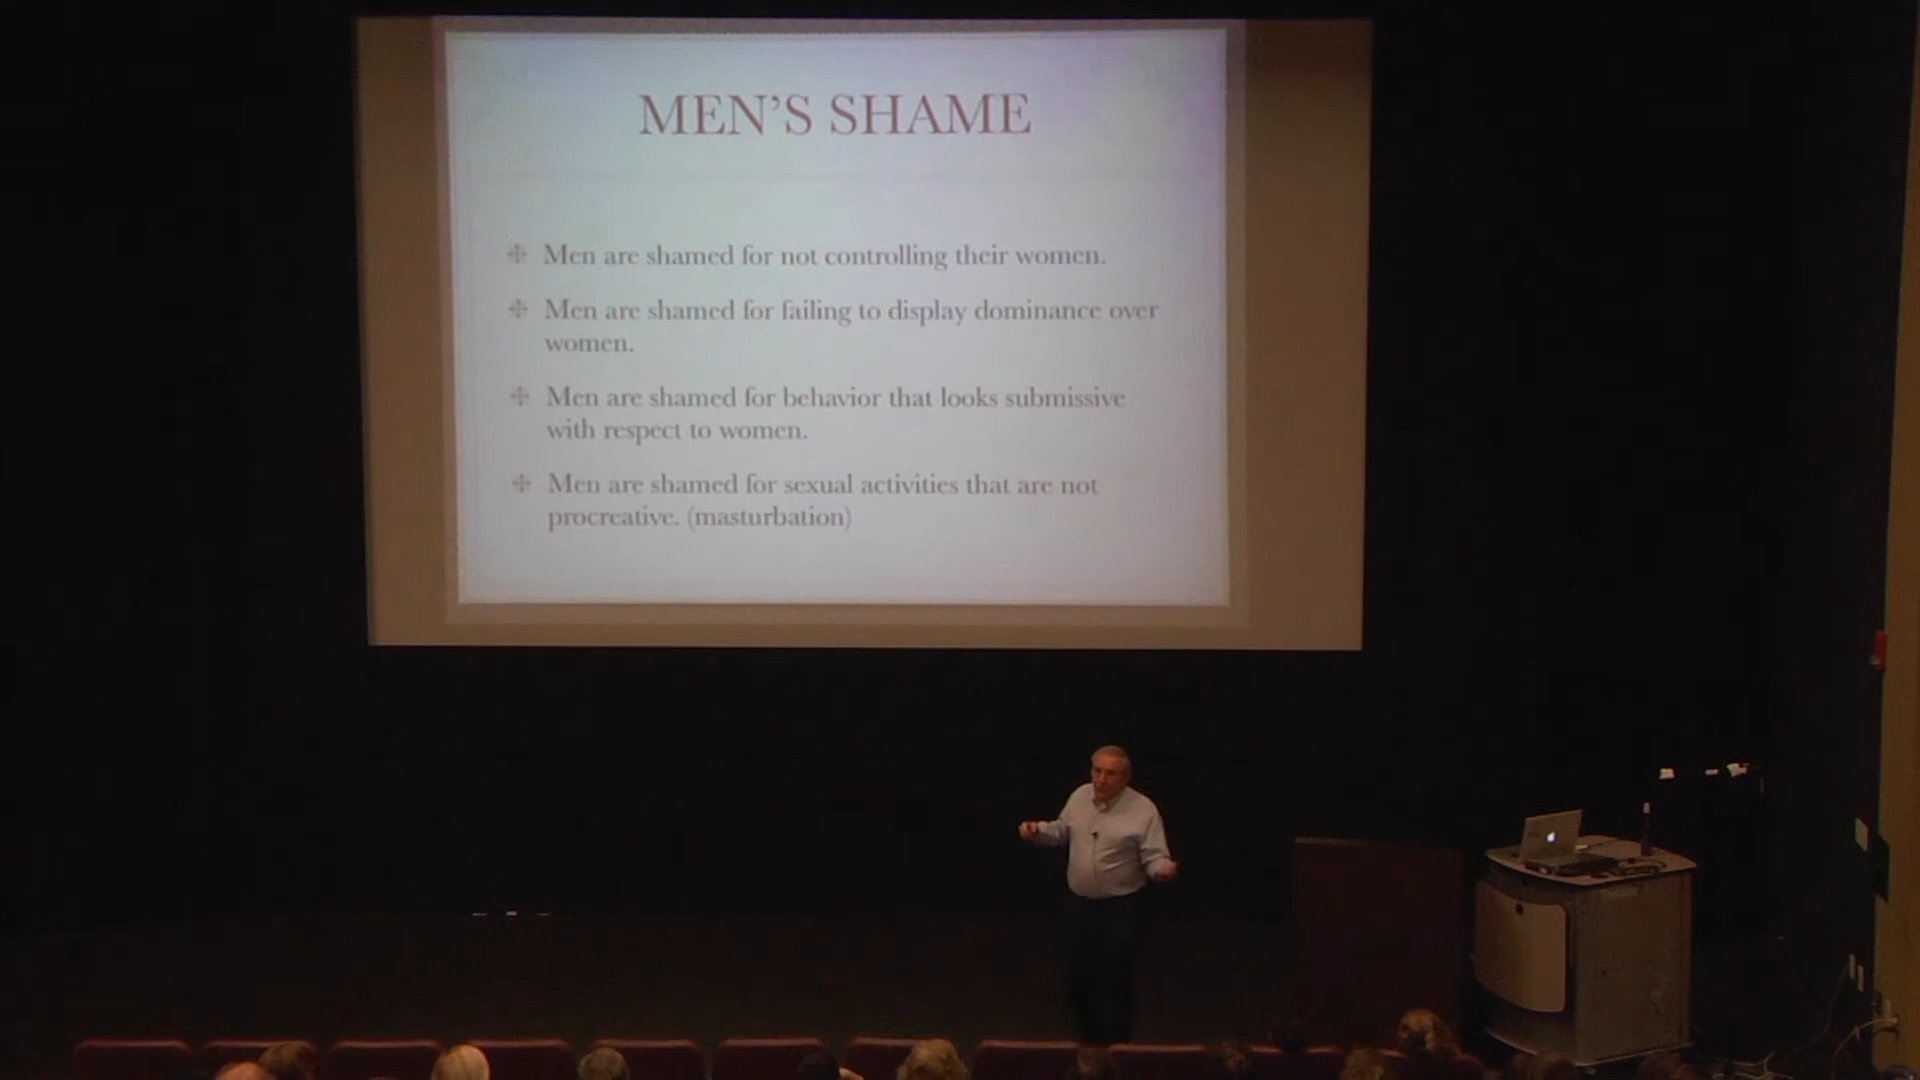 MEN'S SHAME
Men are shamed for not controlling their women.
Men are shamed for failing to display dominance over
women.
Men are shamed for behavior that looks submissive
with respect to women.
Men are shamed for sexual activities that are not
procreative. (masturbation)